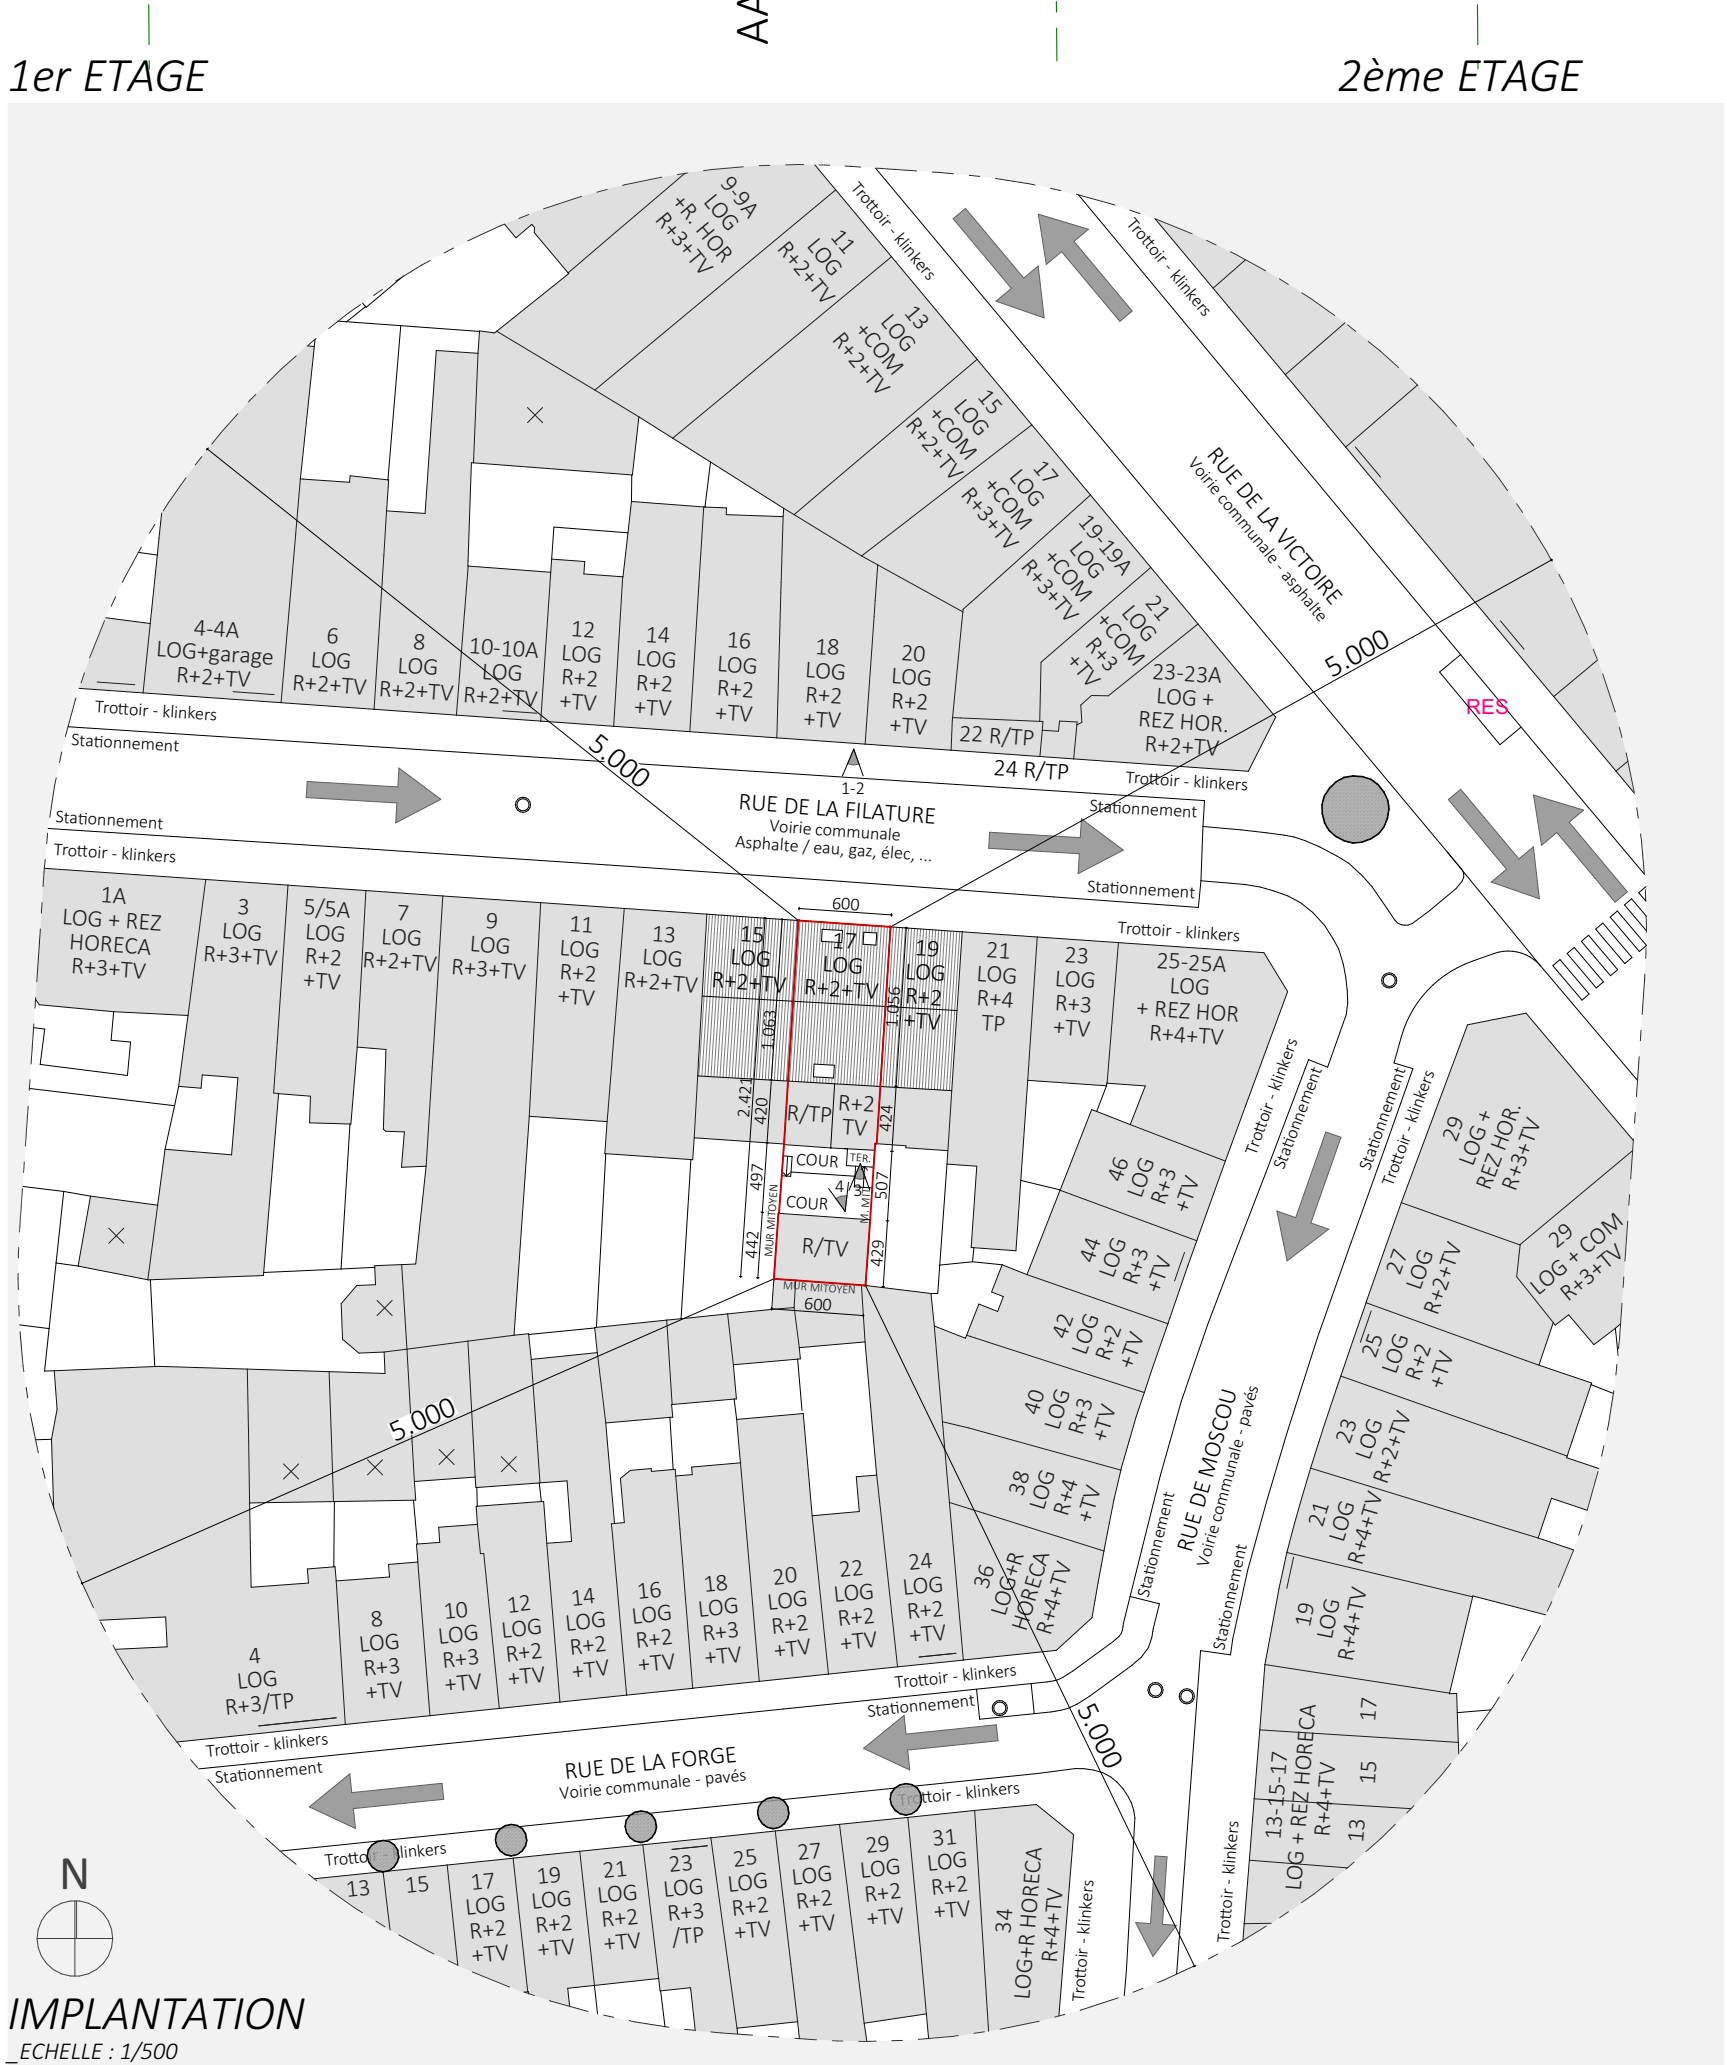 AA
1er ETAGE
2ème ETAGE
9-9A
LOG
+R. HOR
R+3+TV
11
LOG
R+2+TV
13
LOG
+COM
R+2+TV
15
LOG
+COM
R+2+TV
17
LOG
+COM
R+3+TV
19-19A
LOG
+COM
R+3+TV
21
LOG
+COM
R+3
+TV
23-23A
LOG +
REZ HOR.
R+2+TV
Trottoir - klinkers
Trottoir - klinkers
RUE DE LA VICTOIRE
Voirie communale - asphalte
5.000
RES
4-4A
LOG+garage
R+2+TV
6
LOG
R+2+TV
8
LOG
R+2+TV
10-10A
LOG
R+2+TV
12
LOG
R+2
+TV
14
LOG
R+2
+TV
16
LOG
R+2
+TV
18
LOG
R+2
+TV
20
LOG
R+2
+TV
22 R/TP
24 R/TP
Trottoir - klinkers
Trottoir - klinkers
Stationnement
Stationnement
5.000
1-2
RUE DE LA FILATURE
Voirie communale
Asphalte / eau, gaz, élec, ...
Stationnement
Stationnement
Trottoir - klinkers
Trottoir - klinkers
1A
LOG + REZ
HORECA
R+3+TV
3
LOG
R+3+TV
5/5A
LOG
R+2
+TV
7
LOG
R+2+TV
9
LOG
R+3+TV
11
LOG
R+2
+TV
13
LOG
R+2+TV
15
LOG
R+2+TV
600
17
LOG
R+2+TV
19
LOG
R+2
+TV
21
LOG
R+4
TP
23
LOG
R+3
+TV
25-25A
LOG
+ REZ HOR
R+4+TV
1.063
1.056
2.421
420
424
R/TP
R+2
TV
COUR
TER.
497
507
4
3
COUR
MUR MITOYEN
442
429
R/TV
MUR MITOYEN
600
Trottoir - klinkers
Stationnement
Stationnement
Trottoir - klinkers
46
LOG
R+3
+TV
44
LOG
R+3
+TV
42
LOG
R+2
+TV
40
LOG
R+3
+TV
38
LOG
R+4
+TV
36
LOG+R
HORECA
R+4+TV
29
LOG +
REZ HOR.
R+3+TV
29
LOG + COM
R+3+TV
27
LOG
R+2+TV
25
LOG
R+2
+TV
23
LOG
R+2+TV
21
LOG
R+4+TV
19
LOG
R+4+TV
17
15
13
13-15-17
LOG + REZ HORECA
R+4+TV
RUE DE MOSCOU
Voirie communale - pavés
Stationnement
Stationnement
5.000
4
LOG
R+3/TP
8
LOG
R+3
+TV
10
LOG
R+3
+TV
12
LOG
R+2
+TV
14
LOG
R+2
+TV
16
LOG
R+2
+TV
18
LOG
R+3
+TV
20
LOG
R+2
+TV
22
LOG
R+2
+TV
24
LOG
R+2
+TV
Trottoir - klinkers
Stationnement
Trottoir - klinkers
Stationnement
5.000
RUE DE LA FORGE
Voirie communale - pavés
Trottoir - klinkers
Trottoir - klinkers
13
15
17
LOG
R+2
+TV
19
LOG
R+2
+TV
21
LOG
R+2
+TV
23
LOG
R+3
/TP
25
LOG
R+2
+TV
27
LOG
R+2
+TV
29
LOG
R+2
+TV
31
LOG
R+2
+TV
34
LOG+R HORECA
R+4+TV
Trottoir - klinkers
Trottoir - klinkers
N
IMPLANTATION
_ECHELLE : 1/500